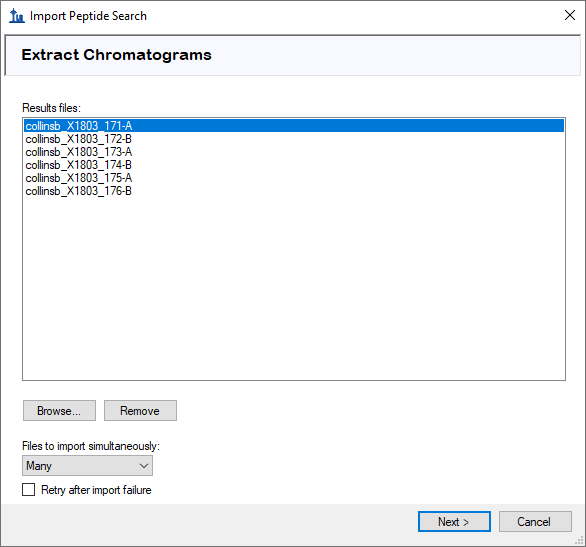 Import Peptide Search
Extract Chromatograms
Results files:
collinsb_X1803_171-A
collinsb_X1803_172-B
collinsb_X1803_173-A
collinsb_X1803_174-B
collinsb_X1803_175-A
collinsb_X1803_176-B
Browse... Remove
Files to import simultaneously:
Many
Retry after import failure
Next > Cancel